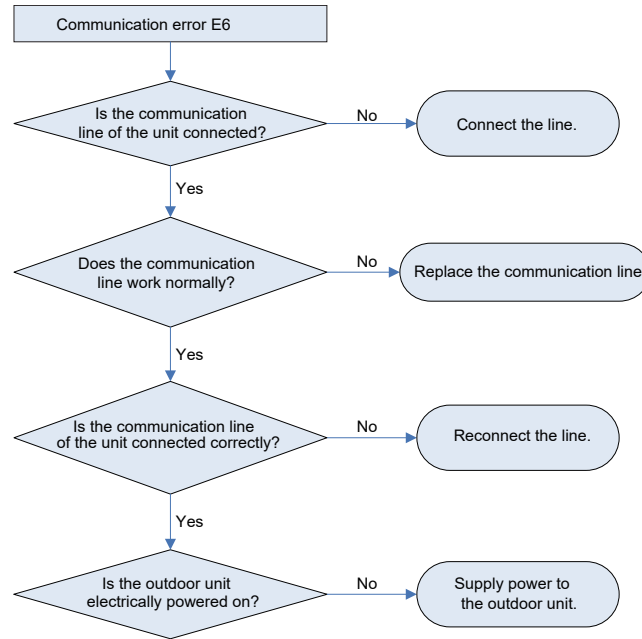 Communication error E6
Is the communication
line of the unit connected?
No
Connect the line.
Yes
Does the communication
line work normally?
No
Replace the communication line
Yes
Is the communication line
of the unit connected correctly?
No
Reconnect the line.
Yes
Is the outdoor unit
electrically powered on?
No
Supply power to
the outdoor unit.